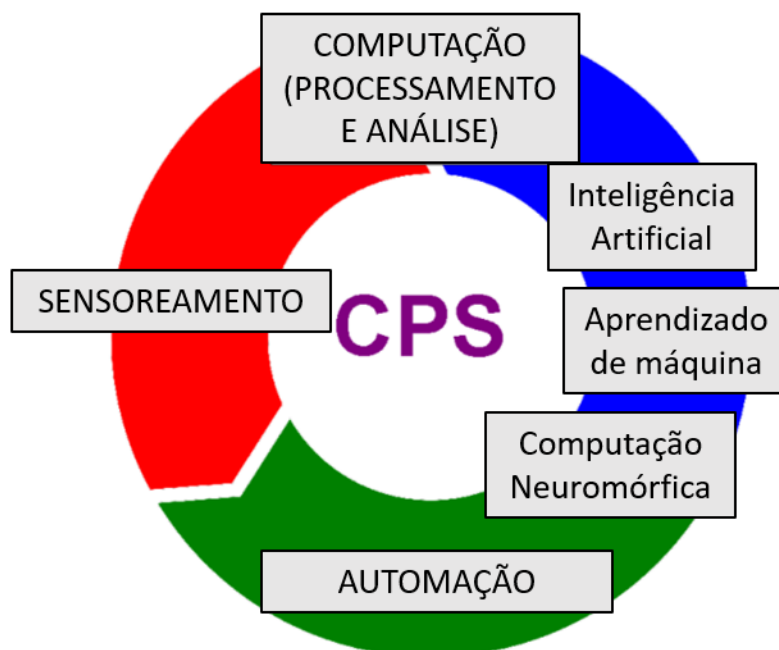 COMPUTAÇÃO
(PROCESSAMENTO
E ANÁLISE)
Inteligência
Artificial
SENSOREAMENTO
CPS
Aprendizado
de máquina
Computação
Neuromórfica
AUTOMAÇÃO